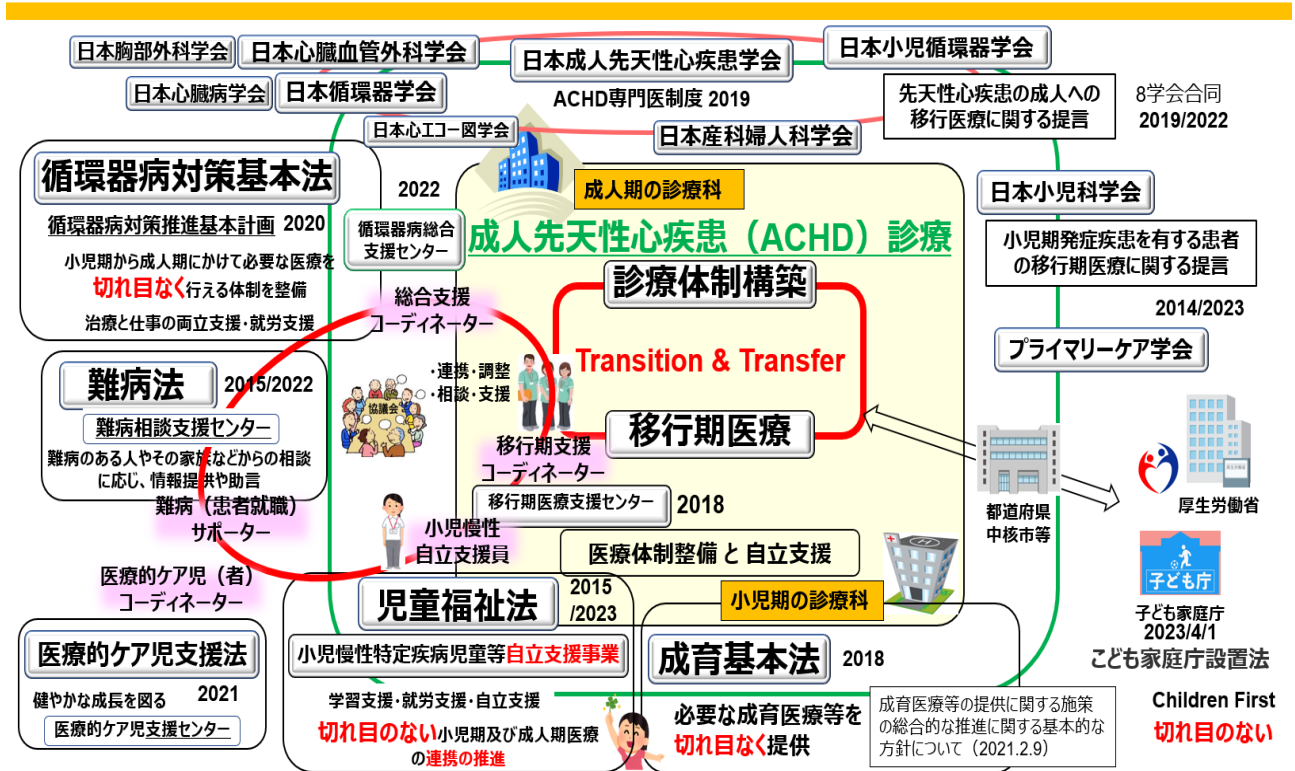 日本胸部外科学会
日本心臓血管外科学会
日本成人先天性心疾患学会
日本小児循環器学会
日本心臓病学会
日本循環器学会
ACHD専門医制度 2019
先天性心疾患の成人への
移行医療に関する提言
8学会合同
2019/2022
日本心エコー図学会
日本産科婦人科学会
循環器病対策基本法
循環器病対策推進基本計画 2020
小児期から成人期にかけて必要な医療を
切れ目なく行える体制を整備
治療と仕事の両立支援・就労支援
2022
循環器病総合
支援センター
成人期の診療科
成人先天性心疾患（ACHD）診療
診療体制構築
Transition & Transfer
移行期医療
日本小児科学会
小児期発症疾患を有する患者
の移行期医療に関する提言
2014/2023
プライマリーケア学会
総合支援
コーディネーター
・連携・調整
・相談・支援
協議会
難病法
2015/2022
難病相談支援センター
難病のある人やその家族などからの相談
に応じ、情報提供や助言
難病（患者就職）
サポーター
移行期支援
コーディネーター
移行期医療支援センター
2018
小児慢性
自立支援員
医療体制整備 と 自立支援
都道府県
中核市等
厚生労働省
子ども庁
子ども家庭庁
2023/4/1
こども家庭庁設置法
Children First
切れ目のない
医療的ケア児（者）
コーディネーター
医療的ケア児支援法
健やかな成長を図る
2021
医療的ケア児支援センター
児童福祉法
2015
/2023
小児慢性特定疾病児童等自立支援事業
学習支援・就労支援・自立支援
切れ目のない小児期及び成人期医療
の連携の推進
小児期の診療科
成育基本法
2018
必要な成育医療等を
切れ目なく提供
成育医療等の提供に関する施策
の総合的な推進に関する基本的な
方針について（2021.2.9）